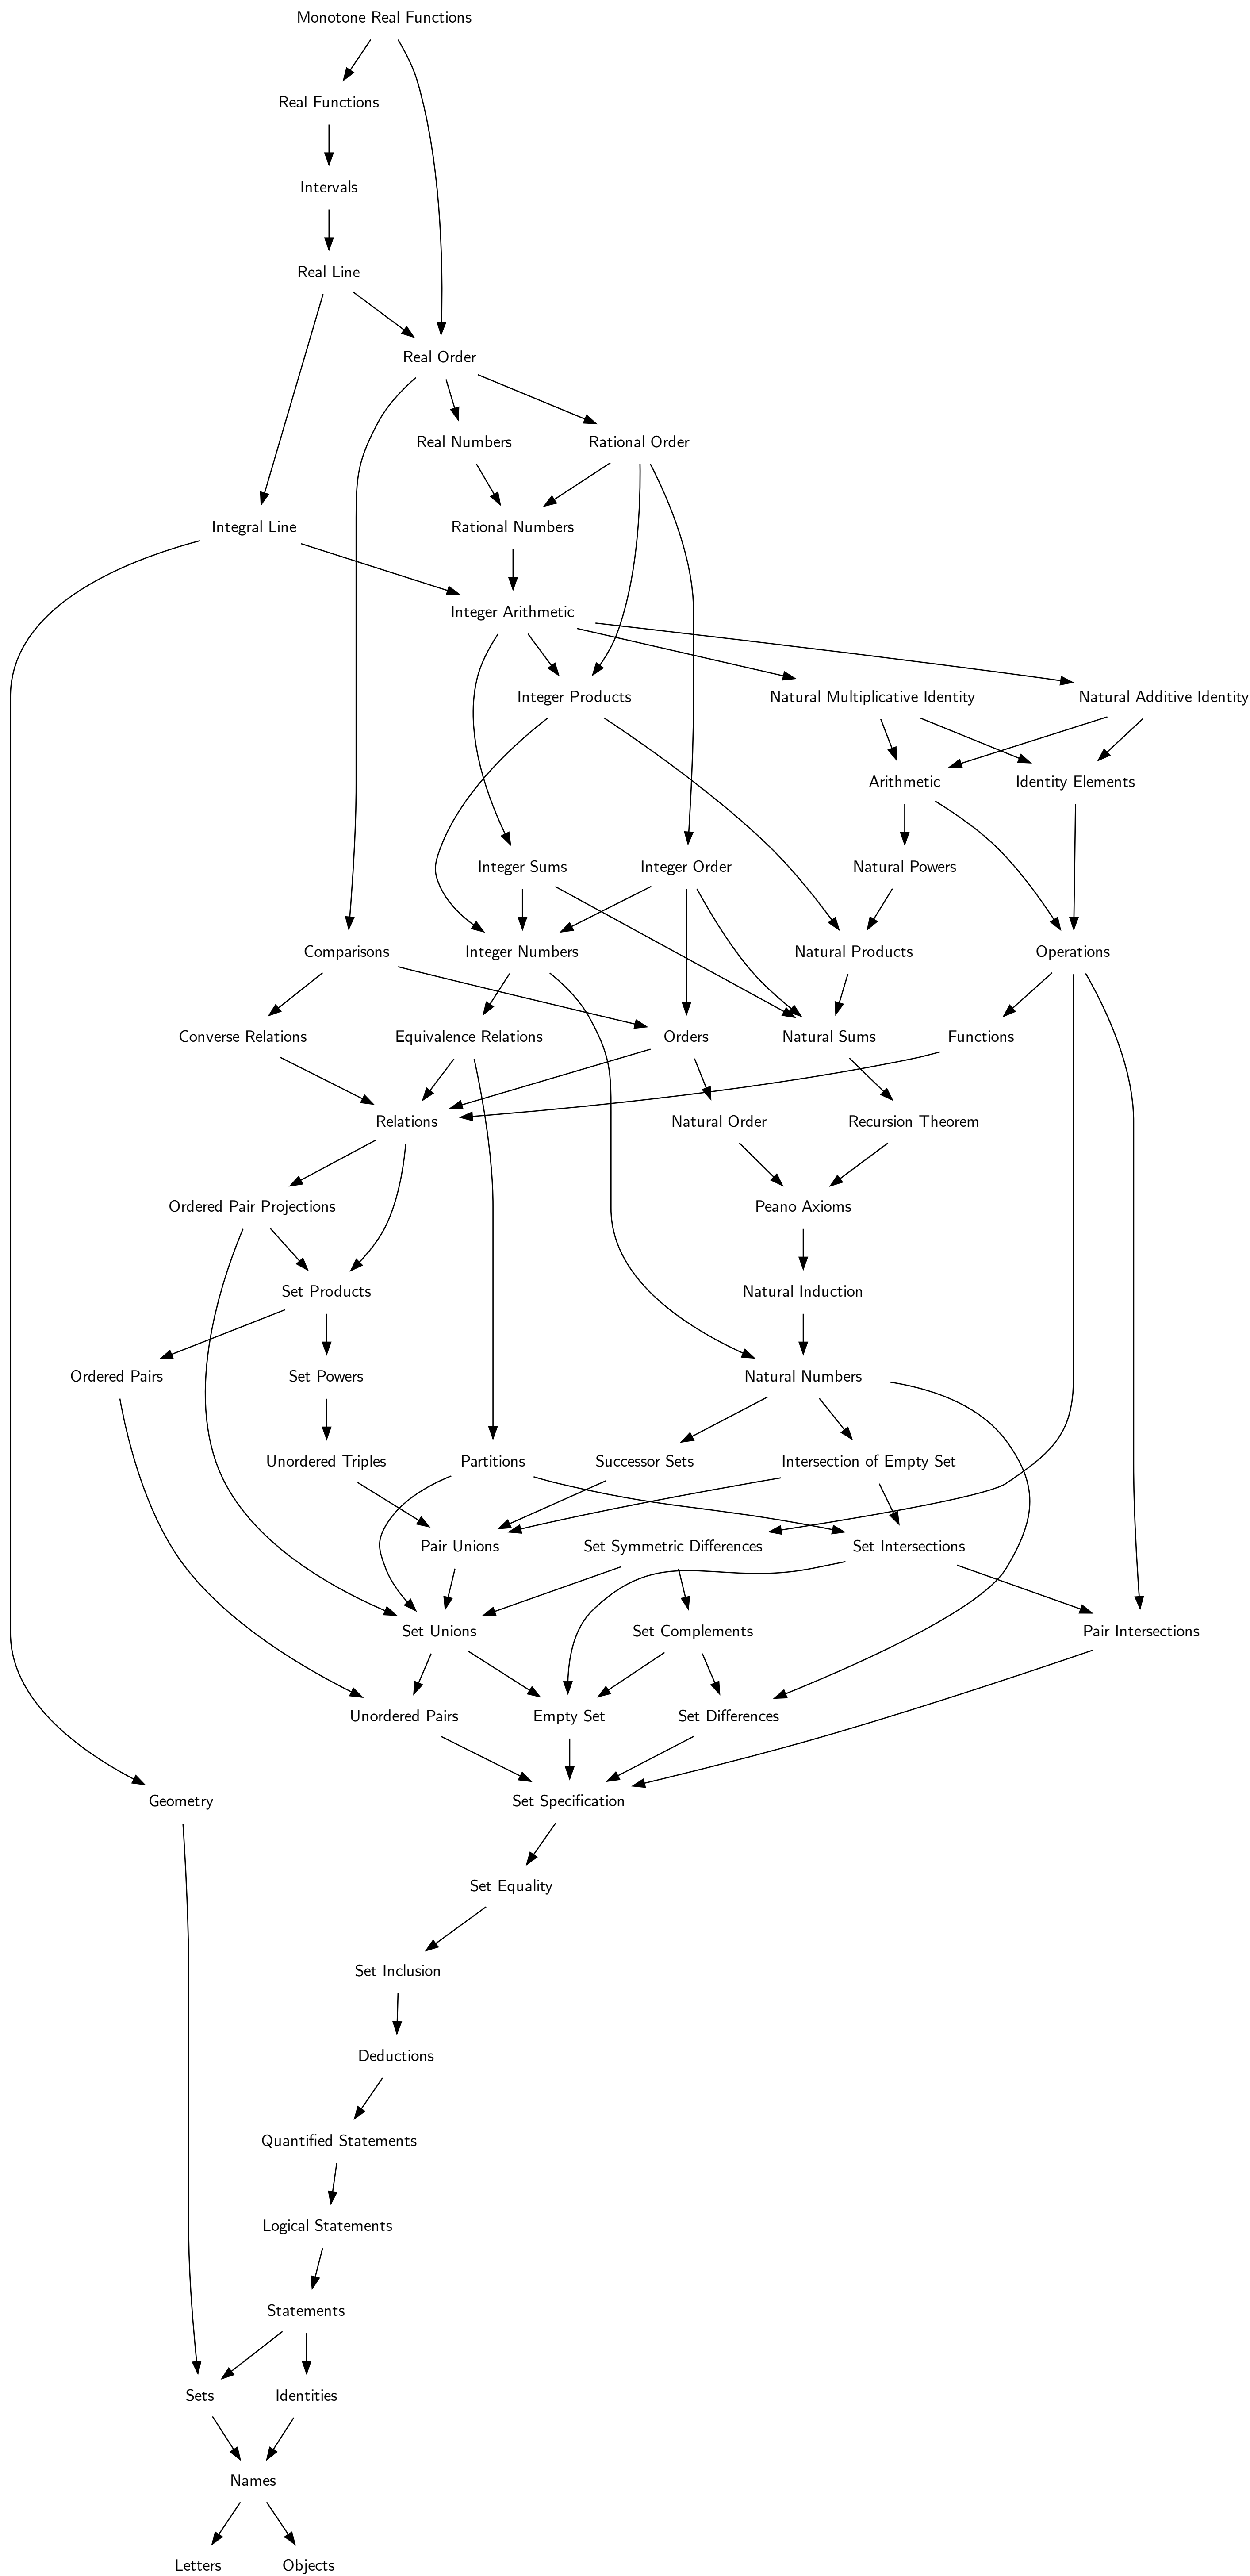 Monotone Real Functions
Real Functions
Intervals
Real Line
Real Order
Real Numbers
Rational Order
Integral Line
Rational Numbers
Integer Arithmetic
Integer Products
Natural Multiplicative Identity
Natural Additive Identity
Arithmetic
Identity Elements
Integer Sums
Integer Order
Natural Powers
Comparisons
Integer Numbers
Natural Products
Operations
Converse Relations
Equivalence Relations
Orders
Natural Sums
Functions
Relations
Natural Order
Recursion Theorem
Ordered Pair Projections
Peano Axioms
Set Products
Natural Induction
Ordered Pairs
Set Powers
Natural Numbers
Unordered Triples
Partitions
Successor Sets
Intersection of Empty Set
Pair Unions
Set Symmetric Differences
Set Intersections
Set Unions
Set Complements
Pair Intersections
Unordered Pairs
Empty Set
Set Differences
Geometry
Set Specification
Set Equality
Set Inclusion
Deductions
Quantified Statements
Logical Statements
Statements
Sets
Identities
Names
Letters
Objects